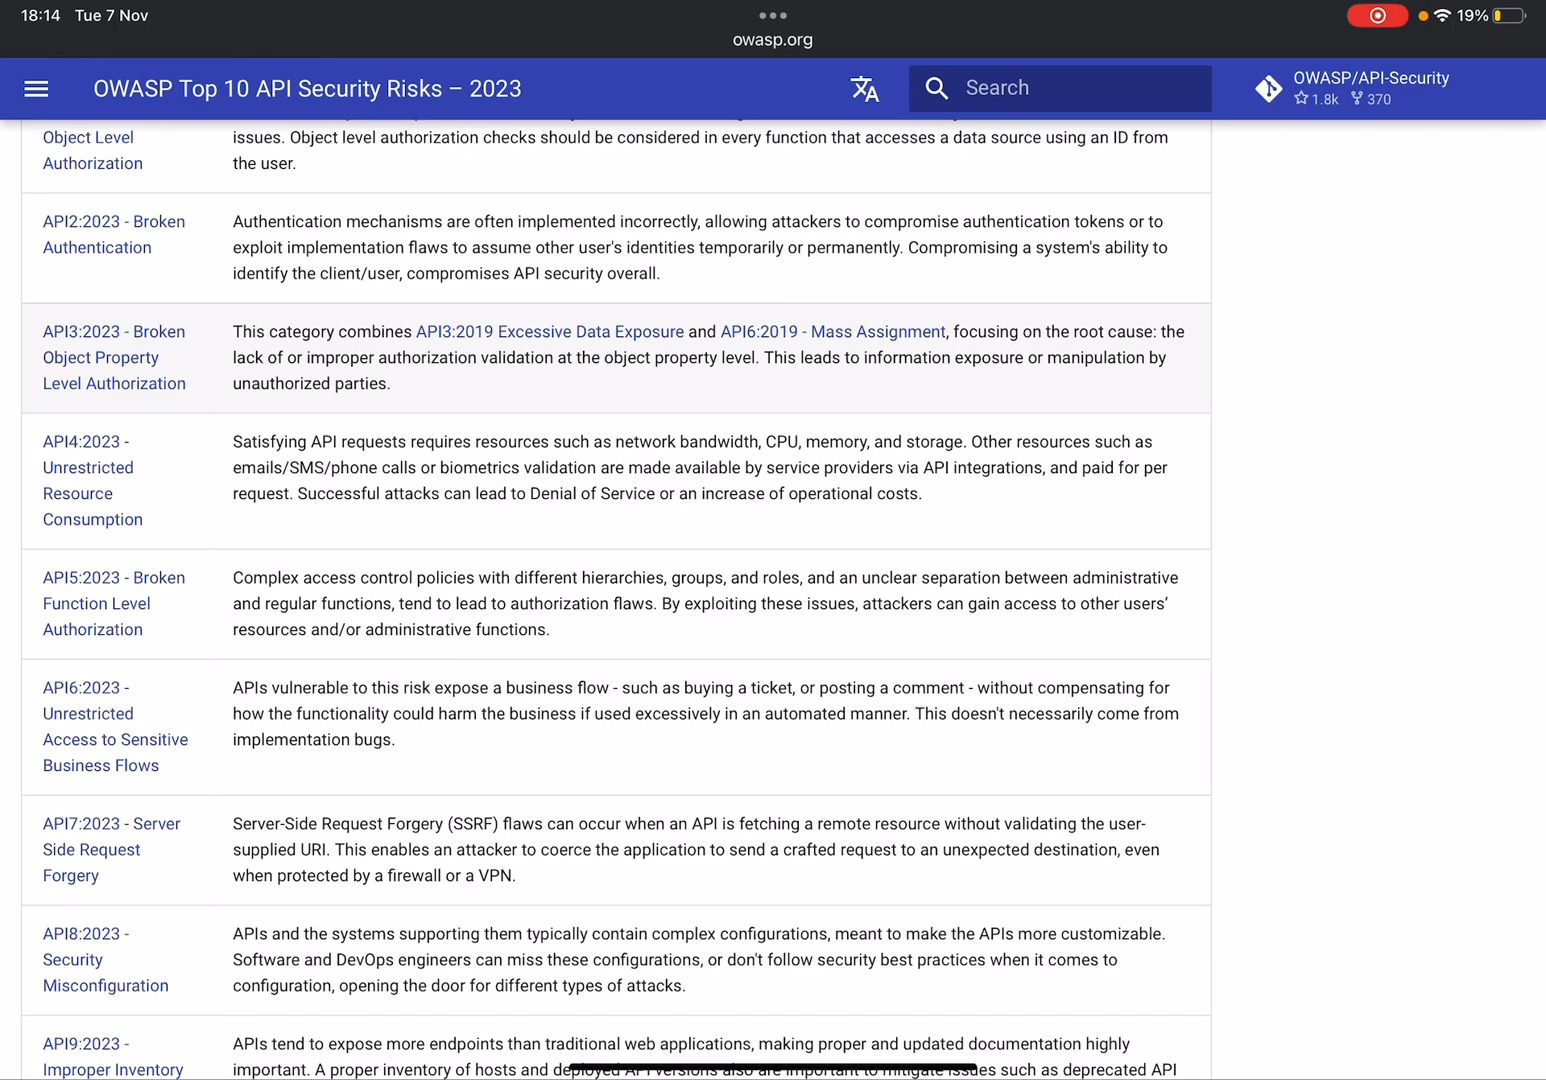 18:14 Tue 7 Nov
19%
owasp.org
OWASP Top 10 API Security Risks – 2023
Search
OWASP/API-Security
1.8k 370
Object Level
Authorization
issues. Object level authorization checks should be considered in every function that accesses a data source using an ID from
the user.
API2:2023 - Broken
Authentication
Authentication mechanisms are often implemented incorrectly, allowing attackers to compromise authentication tokens or to
exploit implementation flaws to assume other user's identities temporarily or permanently. Compromising a system's ability to
identify the client/user, compromises API security overall.
API3:2023 - Broken
Object Property
Level Authorization
This category combines API3:2019 Excessive Data Exposure and API6:2019 - Mass Assignment, focusing on the root cause: the
lack of or improper authorization validation at the object property level. This leads to information exposure or manipulation by
unauthorized parties.
API4:2023 -
Unrestricted
Resource
Consumption
Satisfying API requests requires resources such as network bandwidth, CPU, memory, and storage. Other resources such as
emails/SMS/phone calls or biometrics validation are made available by service providers via API integrations, and paid for per
request. Successful attacks can lead to Denial of Service or an increase of operational costs.
API5:2023 - Broken
Function Level
Authorization
Complex access control policies with different hierarchies, groups, and roles, and an unclear separation between administrative
and regular functions, tend to lead to authorization flaws. By exploiting these issues, attackers can gain access to other users’
resources and/or administrative functions.
API6:2023 -
Unrestricted
Access to Sensitive
Business Flows
APIs vulnerable to this risk expose a business flow - such as buying a ticket, or posting a comment - without compensating for
how the functionality could harm the business if used excessively in an automated manner. This doesn't necessarily come from
implementation bugs.
API7:2023 - Server
Side Request
Forgery
Server-Side Request Forgery (SSRF) flaws can occur when an API is fetching a remote resource without validating the user-
supplied URI. This enables an attacker to coerce the application to send a crafted request to an unexpected destination, even
when protected by a firewall or a VPN.
API8:2023 -
Security
Misconfiguration
APIs and the systems supporting them typically contain complex configurations, meant to make the APIs more customizable.
Software and DevOps engineers can miss these configurations, or don't follow security best practices when it comes to
configuration, opening the door for different types of attacks.
API9:2023 -
Improper Inventory
APIs tend to expose more endpoints than traditional web applications, making proper and updated documentation highly
important. A proper inventory of hosts and deployed API versions also are important to mitigate issues such as deprecated API